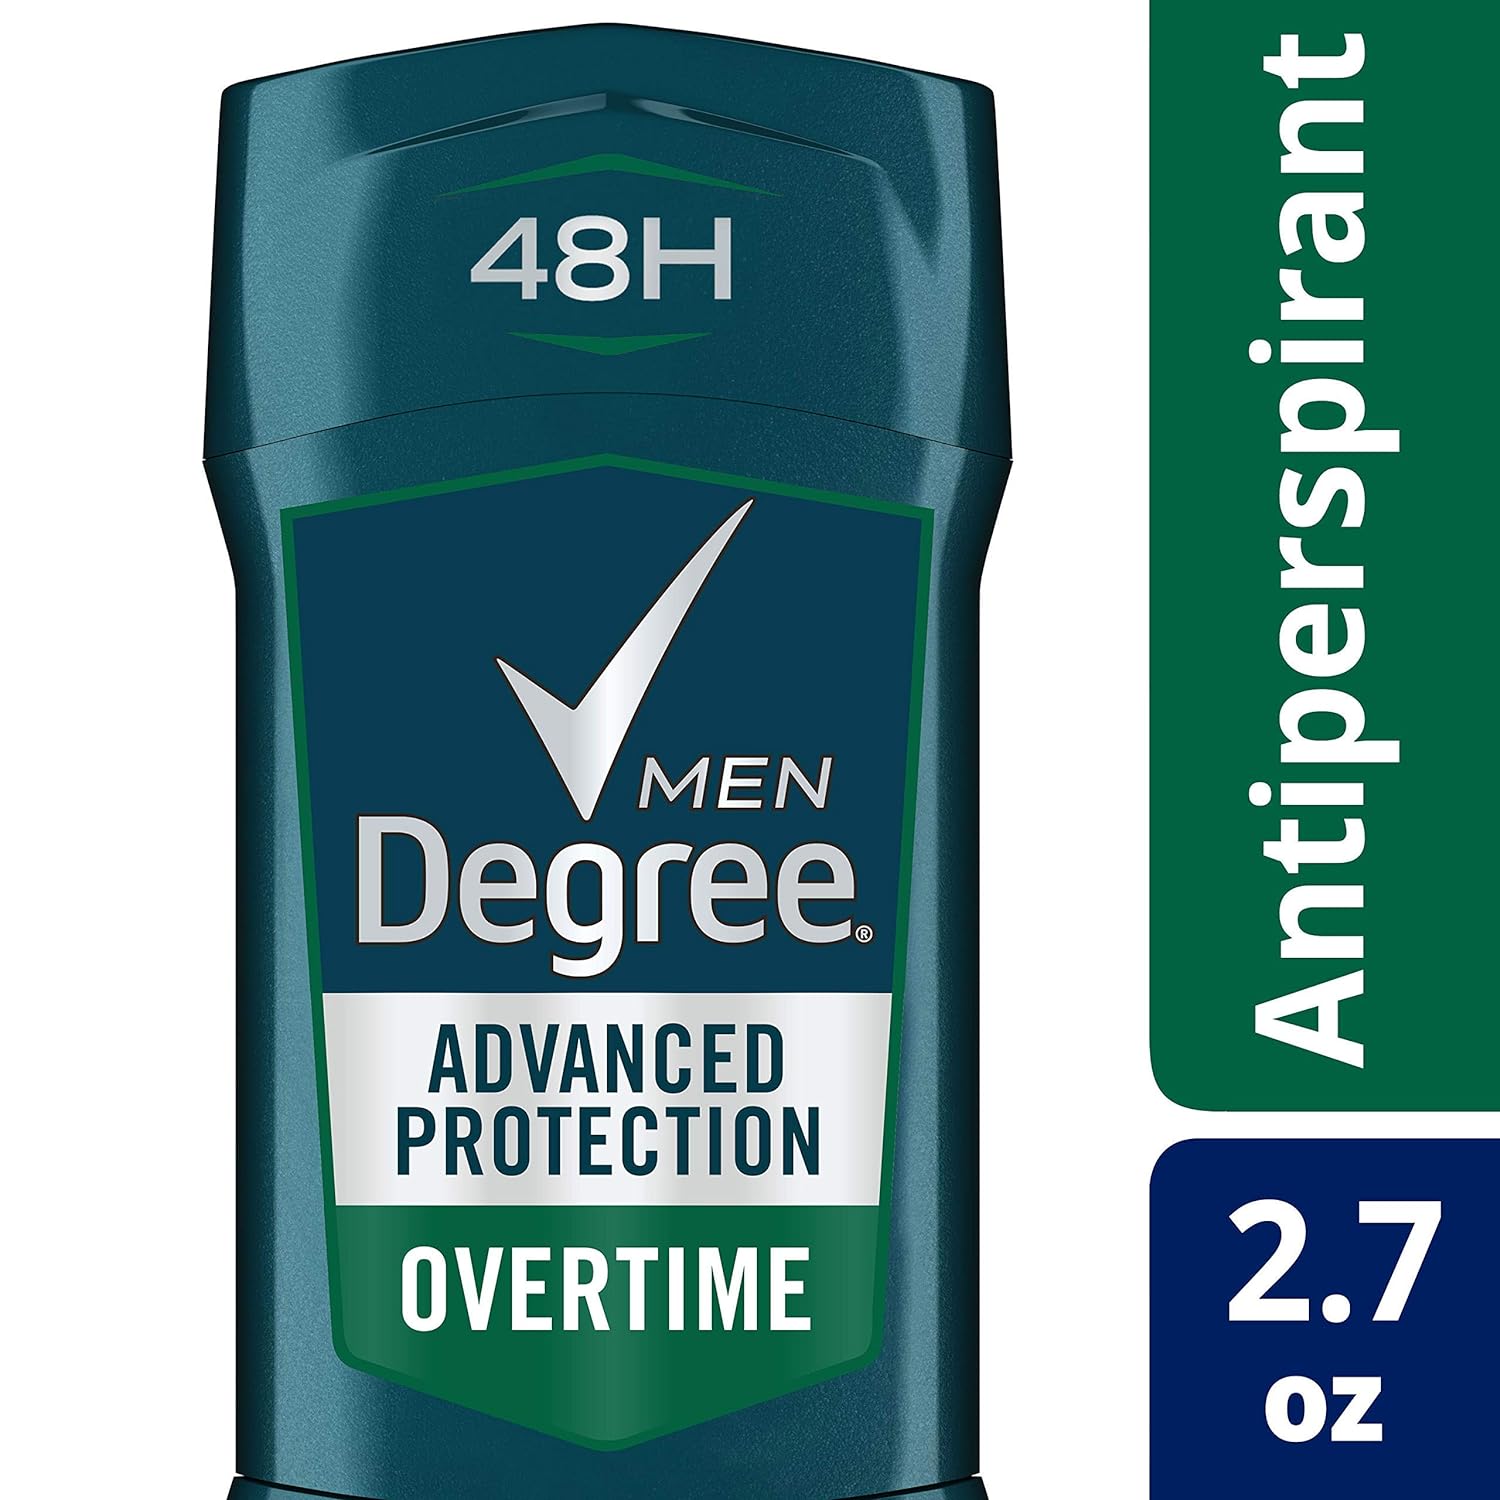 48H
MEN
Degree®
ADVANCED
PROTECTION
OVERTIME
Antiperspirant
2.7
oz